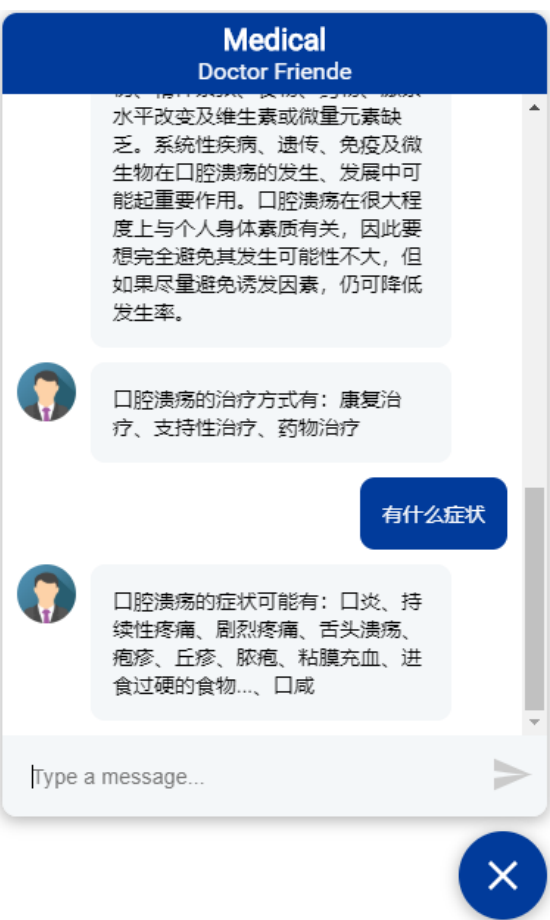 Medical
Doctor Friende
水平改变及维生素或微量元素缺
乏。系统性疾病、遗传、免疫及微
生物在口腔溃疡的发生、发展中可
能起重要作用。口腔溃疡在很大程
度上与个人身体素质有关，因此要
想完全避免其发生可能性不大，但
如果尽量避免诱发因素，仍可降低
发生率。
口腔溃疡的治疗方式有：康复治
疗、支持性治疗、药物治疗
有什么症状
口腔溃疡的症状可能有：口炎、持
续性疼痛、剧烈疼痛、舌头溃疡、
疱疹、丘疹、脓疱、粘膜充血、进
食过硬的食物...、口咸
Type a message...